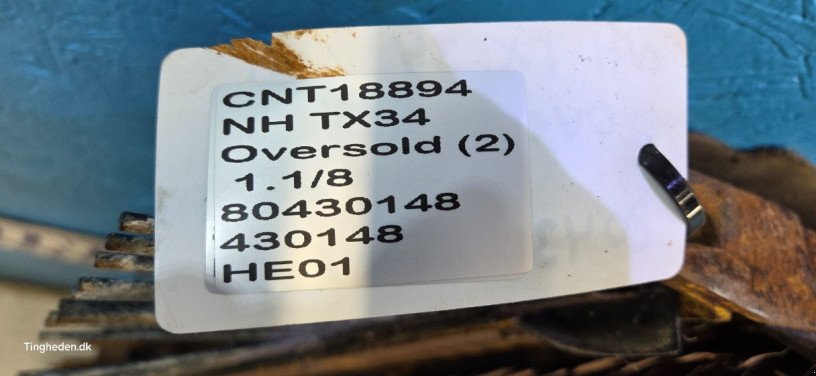 CNT18894
NH TX34
Oversold (2)
1.1/8
80430148
430148
HE01
Tingheden.dk